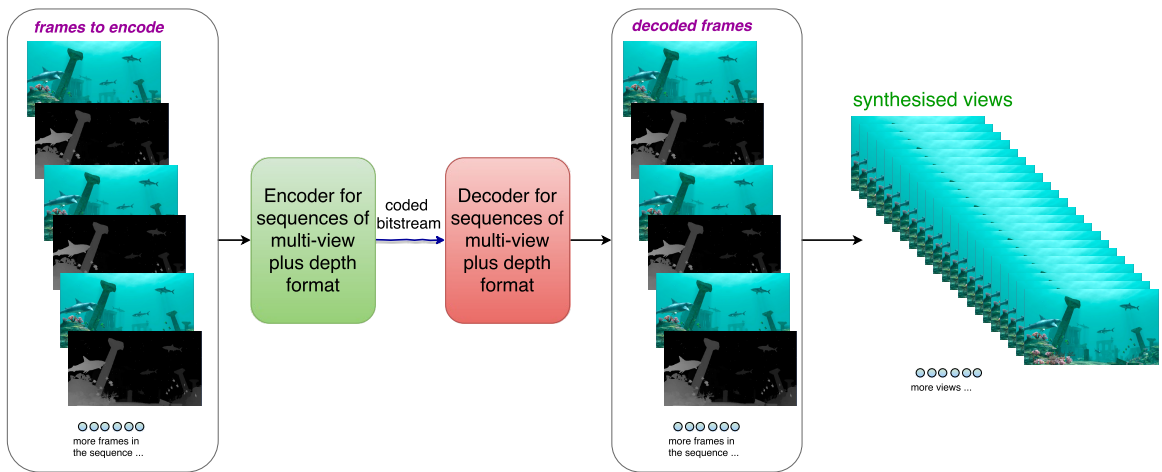 frames to encode
more frames in
the sequence ...
Encoder for
sequences of
multi-view
plus depth
format
coded
bitstream
Decoder for
sequences of
multi-view
plus depth
format
decoded frames
more frames in
the sequence ...
synthesised views
more views ...